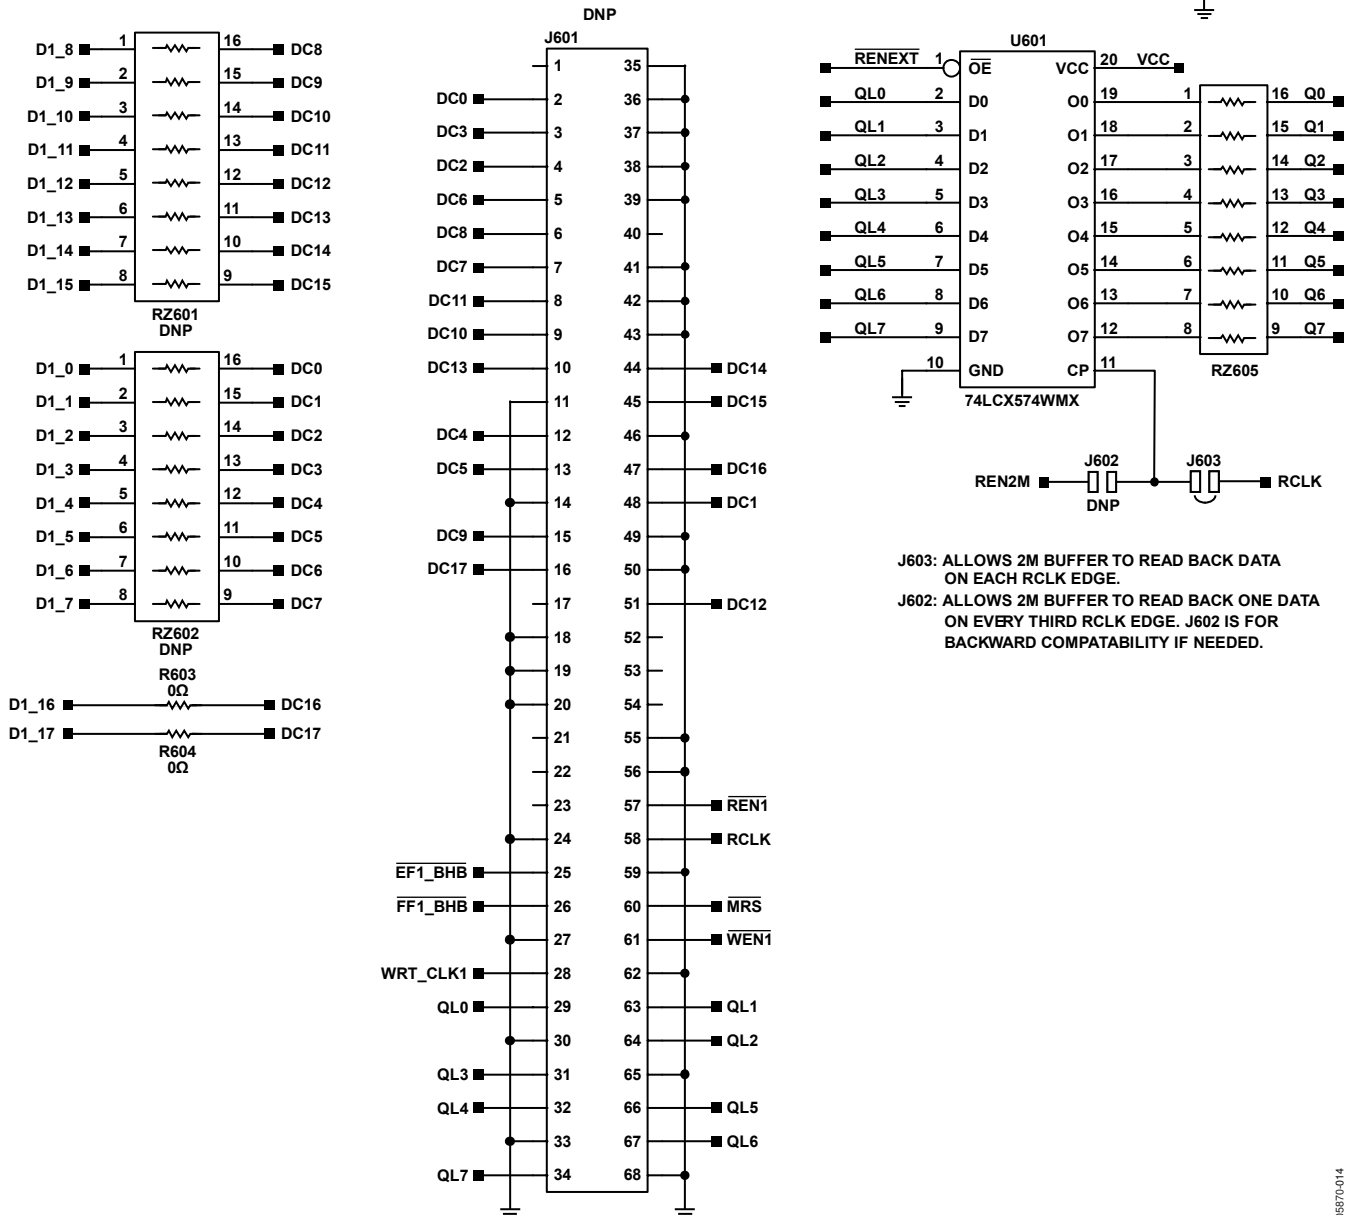 DNP
J601
D1_8 1 16 DC8
D1_9 2 15 DC9
D1_10 3 14 DC10
D1_11 4 13 DC11
D1_12 5 12 DC12
D1_13 6 11 DC13
D1_14 7 10 DC14
D1_15 8 9 DC15
RZ601
DNP
D1_0 1 16 DC0
D1_1 2 15 DC1
D1_2 3 14 DC2
D1_3 4 13 DC3
D1_4 5 12 DC4
D1_5 6 11 DC5
D1_6 7 10 DC6
D1_7 8 9 DC7
RZ602
DNP
R603
0Ω
D1_16 DC16
D1_17 DC17
R604
0Ω
1 35
DC0 2 36
DC3 3 37
DC2 4 38
DC6 5 39
DC8 6 40
DC7 7 41
DC11 8 42
DC10 9 43
DC13 10 44 DC14
11 45 DC15
DC4 12 46
DC5 13 47 DC16
14 48 DC1
DC9 15 49
DC17 16 50
17 51 DC12
18 52
19 53
20 54
21 55
22 56
23 57 REN1
24 58 RCLK
EF1_BHB 25 59
FF1_BHB 26 60 MRS
27 61 WEN1
WRT_CLK1 28 62
QL0 29 63 QL1
30 64 QL2
QL3 31 65
QL4 32 66 QL5
33 67 QL6
QL7 34 68
U601
RENEXT 1 OE VCC 20 VCC
QL0 2 D0 O0 19 1 16 Q0
QL1 3 D1 O1 18 2 15 Q1
QL2 4 D2 O2 17 3 14 Q2
QL3 5 D3 O3 16 4 13 Q3
QL4 6 D4 O4 15 5 12 Q4
QL5 7 D5 O5 14 6 11 Q5
QL6 8 D6 O6 13 7 10 Q6
QL7 9 D7 O7 12 8 9 Q7
10 GND CP 11 RZ605
74LCX574WMX
J602 J603
REN2M RCLK
DNP
J603: ALLOWS 2M BUFFER TO READ BACK DATA
ON EACH RCLK EDGE.
J602: ALLOWS 2M BUFFER TO READ BACK ONE DATA
ON EVERY THIRD RCLK EDGE. J602 IS FOR
BACKWARD COMPATABILITY IF NEEDED.